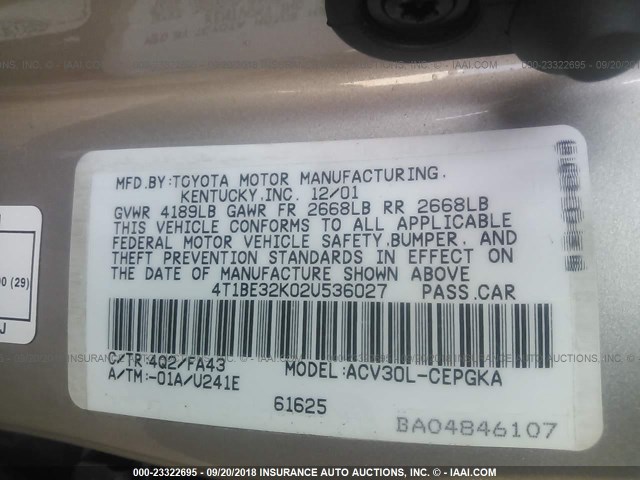 MFD.BY:TOYOTA MOTOR MANUFACTURING.
KENTUCKY,INC. 12/01
GVWR 4189LB GAWR FR 2668LB RR 2668LB
THIS VEHICLE CONFORMS TO ALL APPLICABLE
FEDERAL MOTOR VEHICLE SAFETY,BUMPER, AND
THEFT PREVENTION STANDARDS IN EFFECT ON
THE DATE OF MANUFACTURE SHOWN ABOVE
00 (29)
4T1BE32K02U536027 PASS.CAR
C/TR:4Q2/FA43 MODEL:ACV30L-CEPGKA
A/TM:-01A/U241E
61625
BA04846107
000-23322695 - 09/20/2018 INSURANCE AUTO AUCTIONS - © - WWW.IAAI.COM